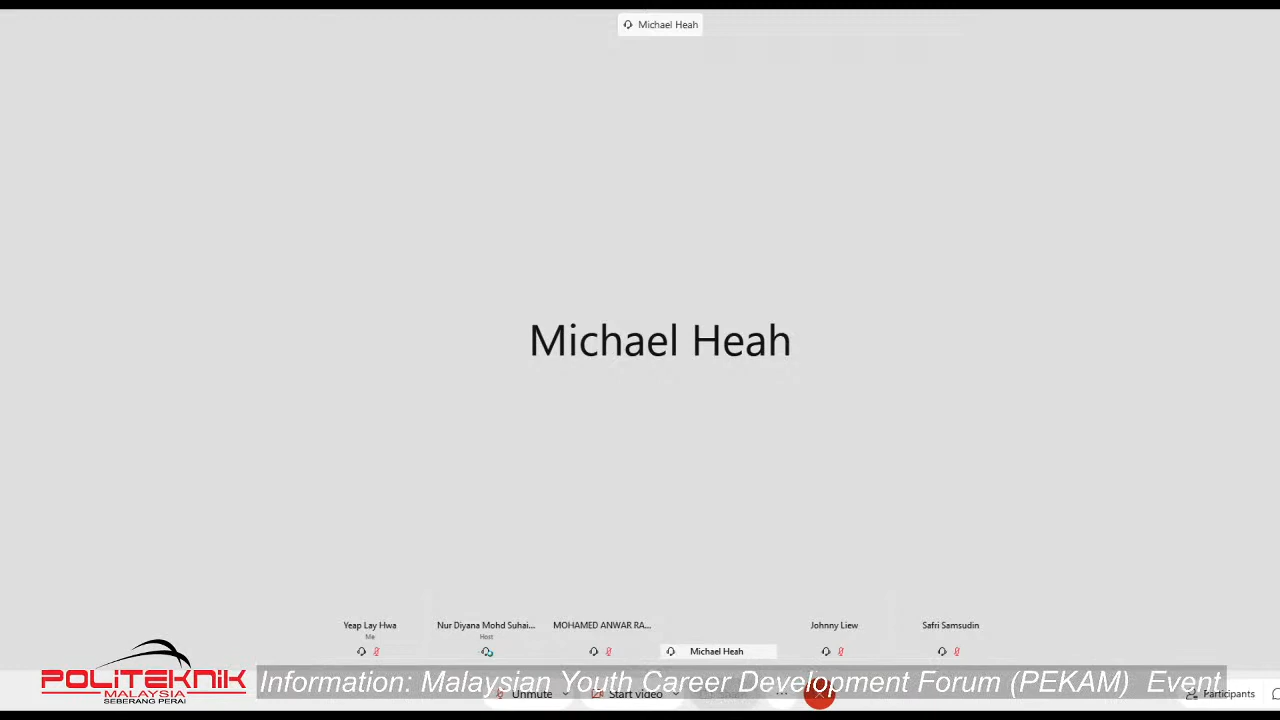 Michael Heah
Michael Heah
Yeap Lay Hwa
Me
Nur Diyana Mohd Suhai...
Host
MOHAMED ANWAR RA...
Michael Heah
Johnny Liew
Safri Samsudin
POLITEKNIK
MALAYSIA
SEBERANG PERAI
Information: Malaysian Youth Career Development Forum (PEKAM) Event
Unmute
Start video
Participants